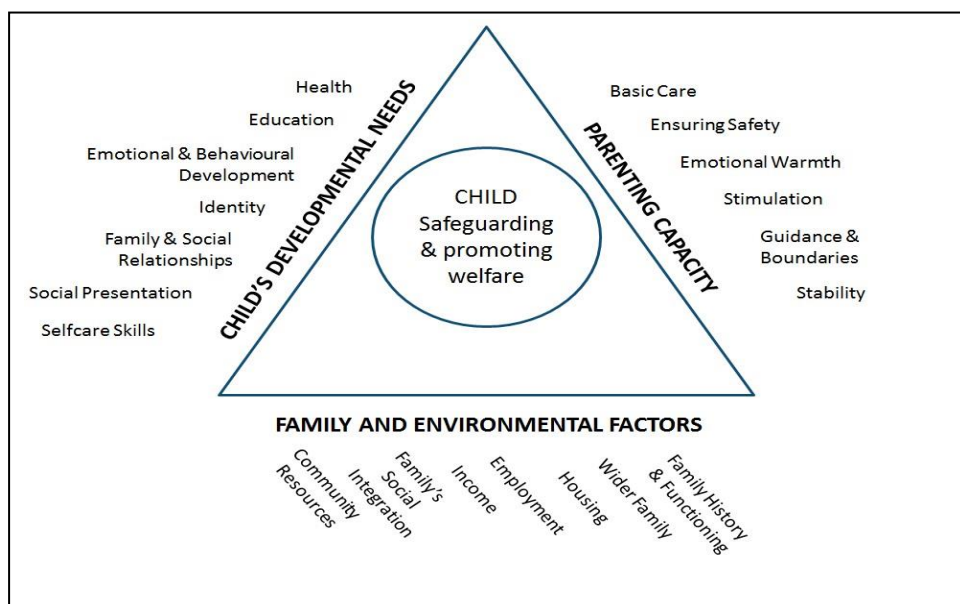 Health
Education
Emotional & Behavioural
Development
Identity
Family & Social
Relationships
Social Presentation
Selfcare Skills
CHILD'S DEVELOPMENTAL NEEDS
CHILD
Safeguarding
& promoting
welfare
PARENTING CAPACITY
Basic Care
Ensuring Safety
Emotional Warmth
Stimulation
Guidance &
Boundaries
Stability
FAMILY AND ENVIRONMENTAL FACTORS
Community
Resources
Family's
Social
Integration
Income
Employment
Housing
Wider Family
Family History
& Functioning